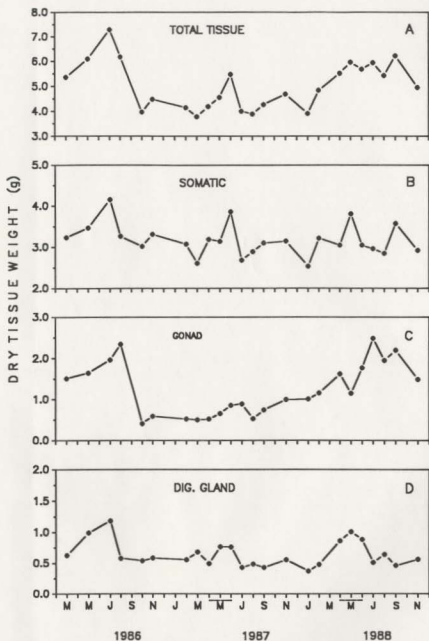 DRY TISSUE WEIGHT (g)
TOTAL TISSUE A
8.0
7.0
6.0
5.0
4.0
3.0
SOMATIC B
5.0
4.0
3.0
2.0
GONAD C
3.0
2.0
1.0
0.0
DIG. GLAND D
2.0
1.5
1.0
0.5
0.0
M M J S N J M M J S N J M M J S N
1986 1987 1988